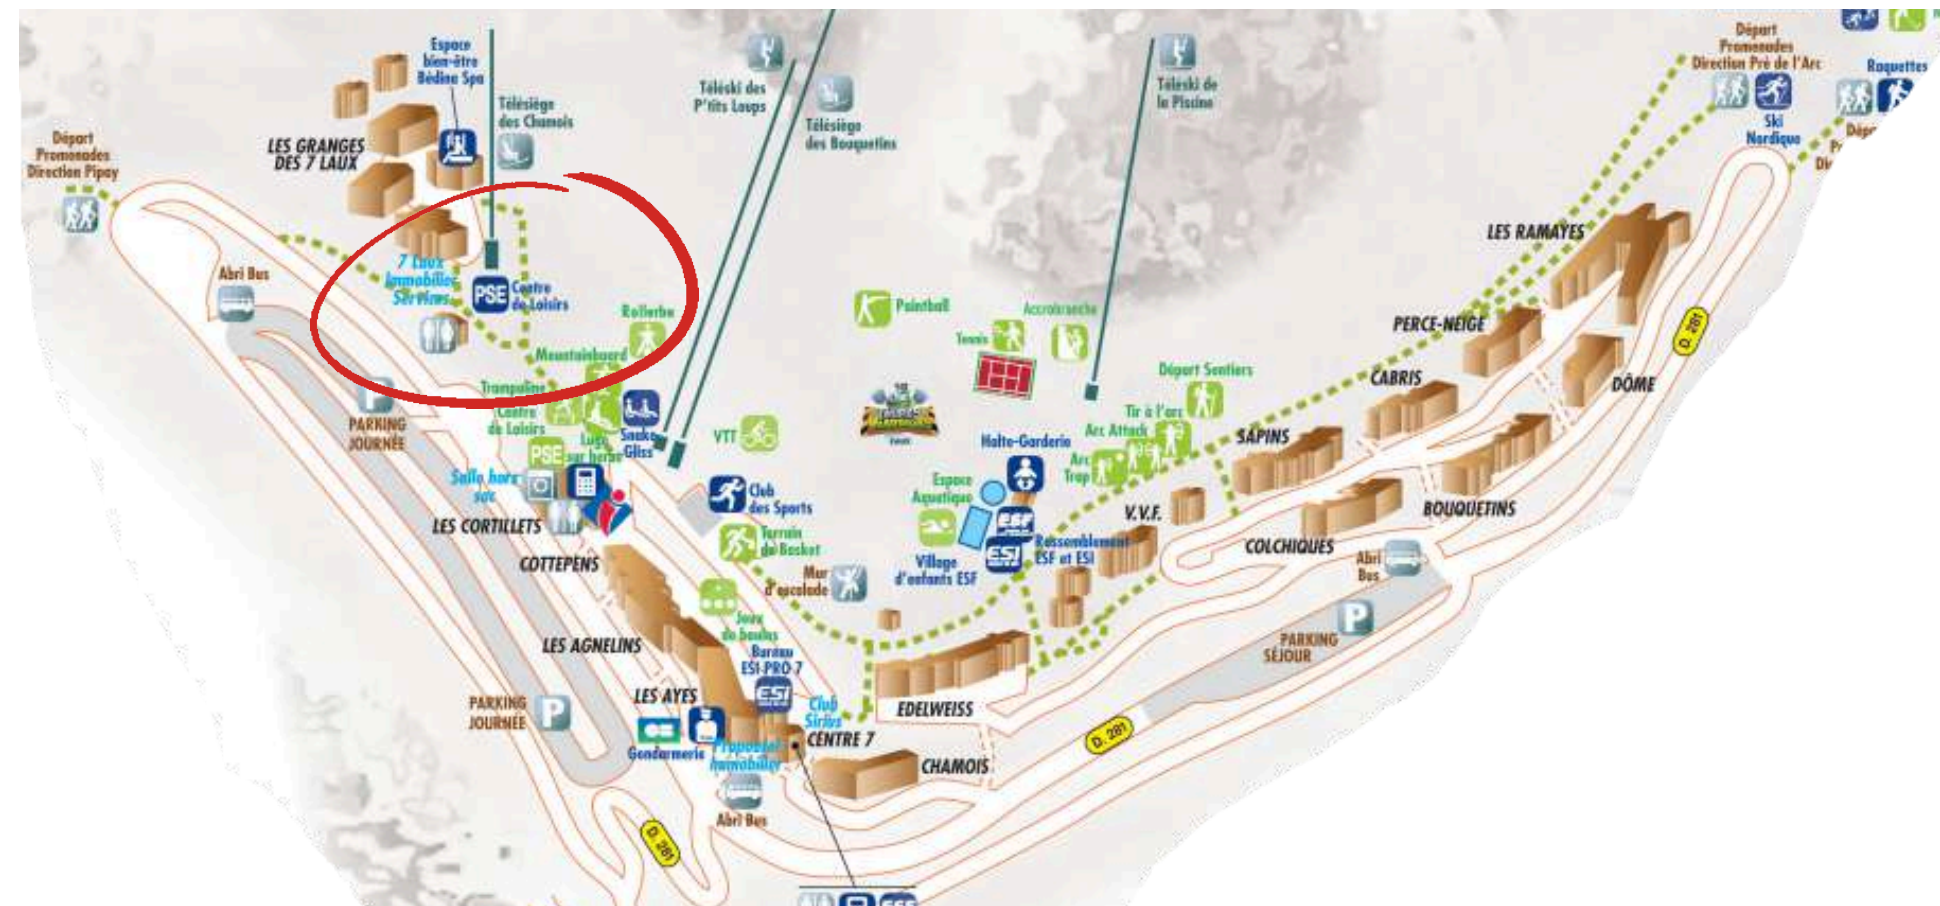 Espace
bien-être
Bédina Spa
Télésiège
des Chamois
LES GRANGES
DES 7 LAUX
Départ
Promenades
Direction Pipay
Abri Bus
7 Laux
Immobilier
Services
PSE
Centre
de Loisirs
Rollerbe
Mountainboard
Trampoline
Centre
de Loisirs
PSE
Luge
sur herbe
Snake
Gliss
P
PARKING
JOURNÉE
Salle hors
sac
LES CORTILLETS
COTTEPENS
LES AGNELINS
LES AYES
P
PARKING
JOURNÉE
Gendarmerie
Proposer
Immobilier
Abri Bus
D. 281
Téléski des
P'tits Loups
Télésiège
des Bouquetins
VTT
Club
des Sports
Terrain
de Basket
Mur
d'escalade
Jeux
de boules
Bureau
ESI-PRO 7
ESI
Club
Sirius
CENTRE 7
CHAMOIS
EDELWEISS
Téléski de
la Piscine
Paintball
Tennis
Accrobranche
Départ Sentiers
Tir à l'arc
Arc Attack
Arc
Trap
Halte-Garderie
Espace
Aquatique
ESF
ESI
Rassemblement
ESF et ESI
Village
d'enfants ESF
V.V.F.
SAPINS
CABRIS
PERCE-NEIGE
LES RAMAYES
DÔME
BOUQUETINS
COLCHIQUES
Abri
Bus
P
PARKING
SÉJOUR
D. 281
D. 281
Départ
Promenades
Direction Pré de l'Arc
Ski
Nordique
Raquettes
ESF